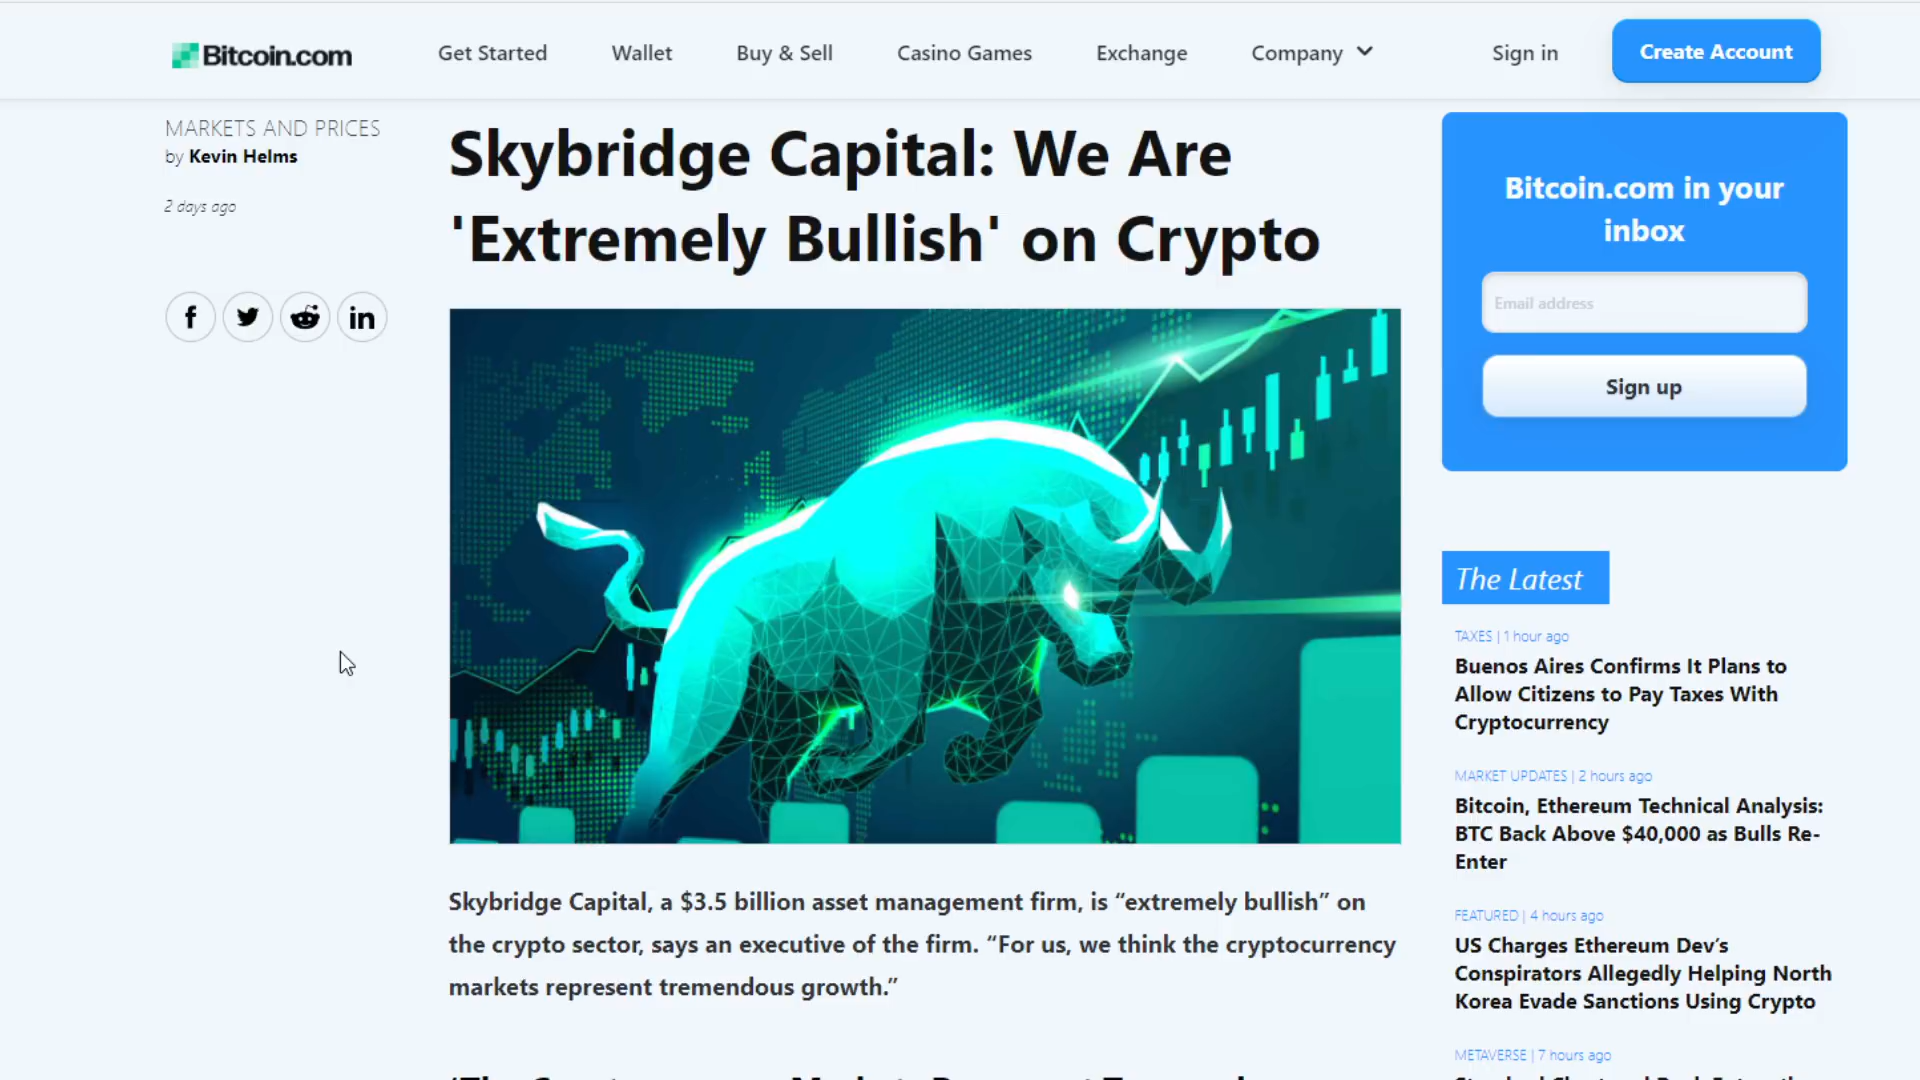 Bitcoin.com
Get Started
Wallet
Buy & Sell
Casino Games
Exchange
Company
Sign in
Create Account
MARKETS AND PRICES
by Kevin Helms
2 days ago
Skybridge Capital: We Are
'Extremely Bullish' on Crypto
Skybridge Capital, a $3.5 billion asset management firm, is “extremely bullish” on
the crypto sector, says an executive of the firm. “For us, we think the cryptocurrency
markets represent tremendous growth.”
Bitcoin.com in your
inbox
Email address
Sign up
The Latest
TAXES | 1 hour ago
Buenos Aires Confirms It Plans to
Allow Citizens to Pay Taxes With
Cryptocurrency
MARKET UPDATES | 2 hours ago
Bitcoin, Ethereum Technical Analysis:
BTC Back Above $40,000 as Bulls Re-
Enter
FEATURED | 4 hours ago
US Charges Ethereum Dev’s
Conspirators Allegedly Helping North
Korea Evade Sanctions Using Crypto
METAVERSE | 7 hours ago